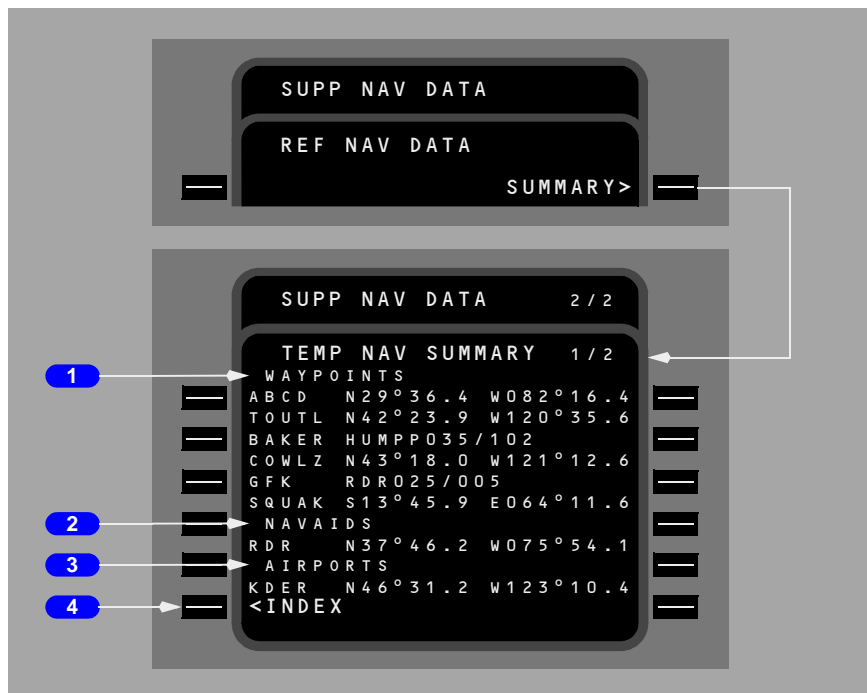 SUPP NAV DATA
REF NAV DATA
SUMMARY>
SUPP NAV DATA 2/2
TEMP NAV SUMMARY 1/2
1
WAYPOINTS
ABCD N29°36.4 W082°16.4
TOUTL N42°23.9 W120°35.6
BAKER HUMPP035/102
COWLZ N43°18.0 W121°12.6
GFK RDR025/005
SQUAK S13°45.9 E064°11.6
2
NAVAIDS
RDR N37°46.2 W075°54.1
3
AIRPORTS
KDER N46°31.2 W123°10.4
4
<INDEX